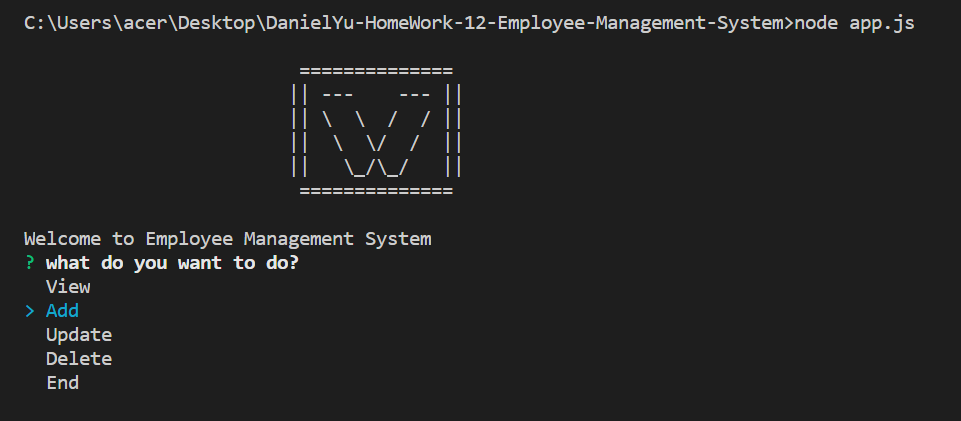 C:\Users\acer\Desktop\DanielYu-HomeWork-12-Employee-Management-System>node app.js
==============
|| ---    --- ||
|| \  \  /  / ||
||  \  \/  /  ||
||   \_/\_/   ||
==============
Welcome to Employee Management System
? what do you want to do?
View
> Add
Update
Delete
End